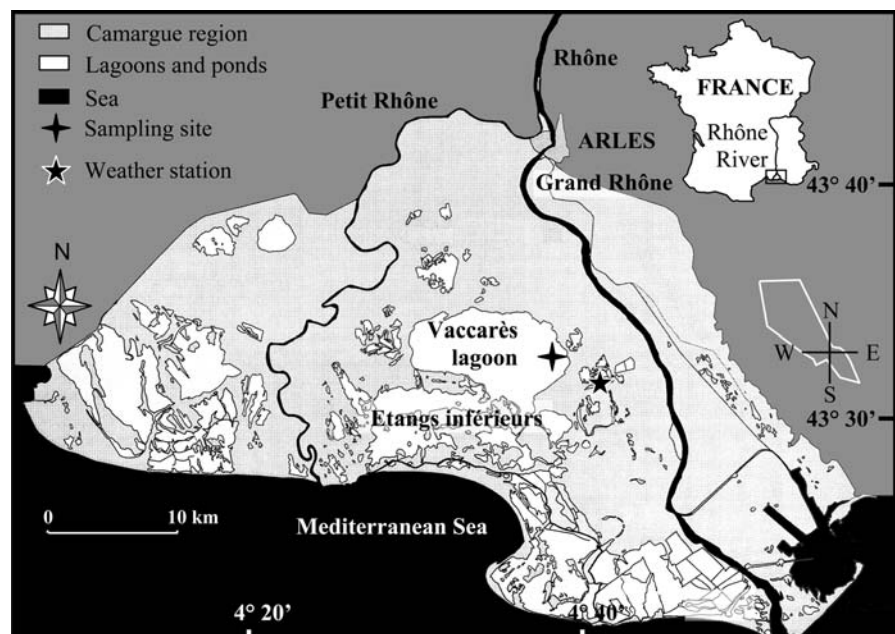 Camargue region
Lagoons and ponds
Sea
Sampling site
Weather station
Rhône
Petit Rhône
ARLES
Grand Rhône
FRANCE
Rhône
River
43° 40’
N
Vaccarès
lagoon
N
W
E
S
Etangs inférieurs
43° 30’
0
10 km
Mediterranean Sea
4° 20’
4° 40’